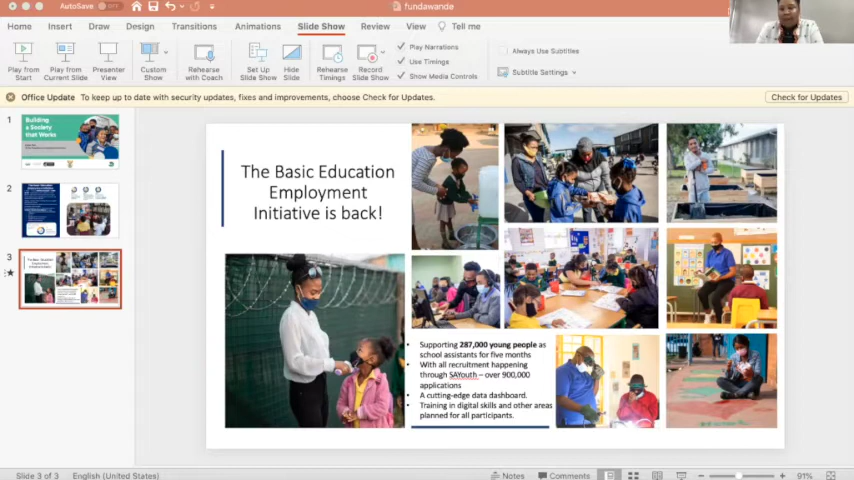 AutoSave OFF
fundawande
Home Insert Draw Design Transitions Animations Slide Show Review View Tell me
Play from Start
Play from Current Slide
Presenter View
Custom Show
Rehearse with Coach
Set Up Slide Show
Hide Slide
Rehearse Timings
Record Slide Show
Play Narrations
Use Timings
Show Media Controls
Always Use Subtitles
Subtitle Settings
Office Update To keep up to date with security updates, fixes and improvements, choose Check for Updates.
Check for Updates
1
Building
a Society
that Works
2
3
The Basic Education
Employment
Initiative is back!
• Supporting 287,000 young people as
school assistants for five months
• With all recruitment happening
through SAYouth – over 900,000
applications
• A cutting-edge data dashboard.
• Training in digital skills and other areas
planned for all participants.
Slide 3 of 3 English (United States)
Notes Comments 91%